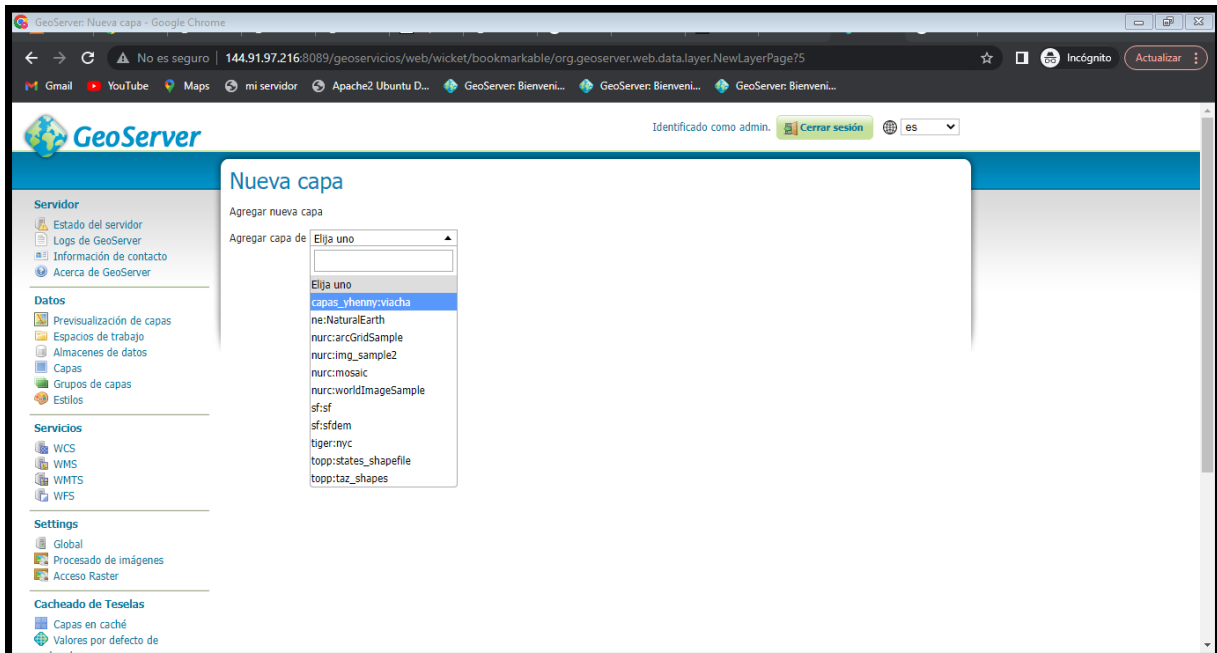 GeoServer: Nueva capa - Google Chrome
No es seguro | 144.91.97.216:8089/geoservicios/web/wicket/bookmarkable/org.geoserver.web.data.layer.NewLayerPage?5
Incógnito
Actualizar
Gmail YouTube Maps mi servidor Apache2 Ubuntu D... GeoServer: Bienveni... GeoServer: Bienveni... GeoServer: Bienveni...
GeoServer
Identificado como admin. Cerrar sesión es
Nueva capa
Agregar nueva capa
Agregar capa de Elija uno
Elija uno
capas_yhenny:viacha
ne:NaturalEarth
nurc:arcGridSample
nurc:img_sample2
nurc:mosaic
nurc:worldImageSample
sf:sf
sf:sfdem
tiger:nyc
topp:states_shapefile
topp:taz_shapes
Servidor
Estado del servidor
Logs de GeoServer
Información de contacto
Acerca de GeoServer
Datos
Previsualización de capas
Espacios de trabajo
Almacenes de datos
Capas
Grupos de capas
Estilos
Servicios
WCS
WMS
WMTS
WFS
Settings
Global
Procesado de imágenes
Acceso Raster
Cacheado de Teselas
Capas en caché
Valores por defecto de